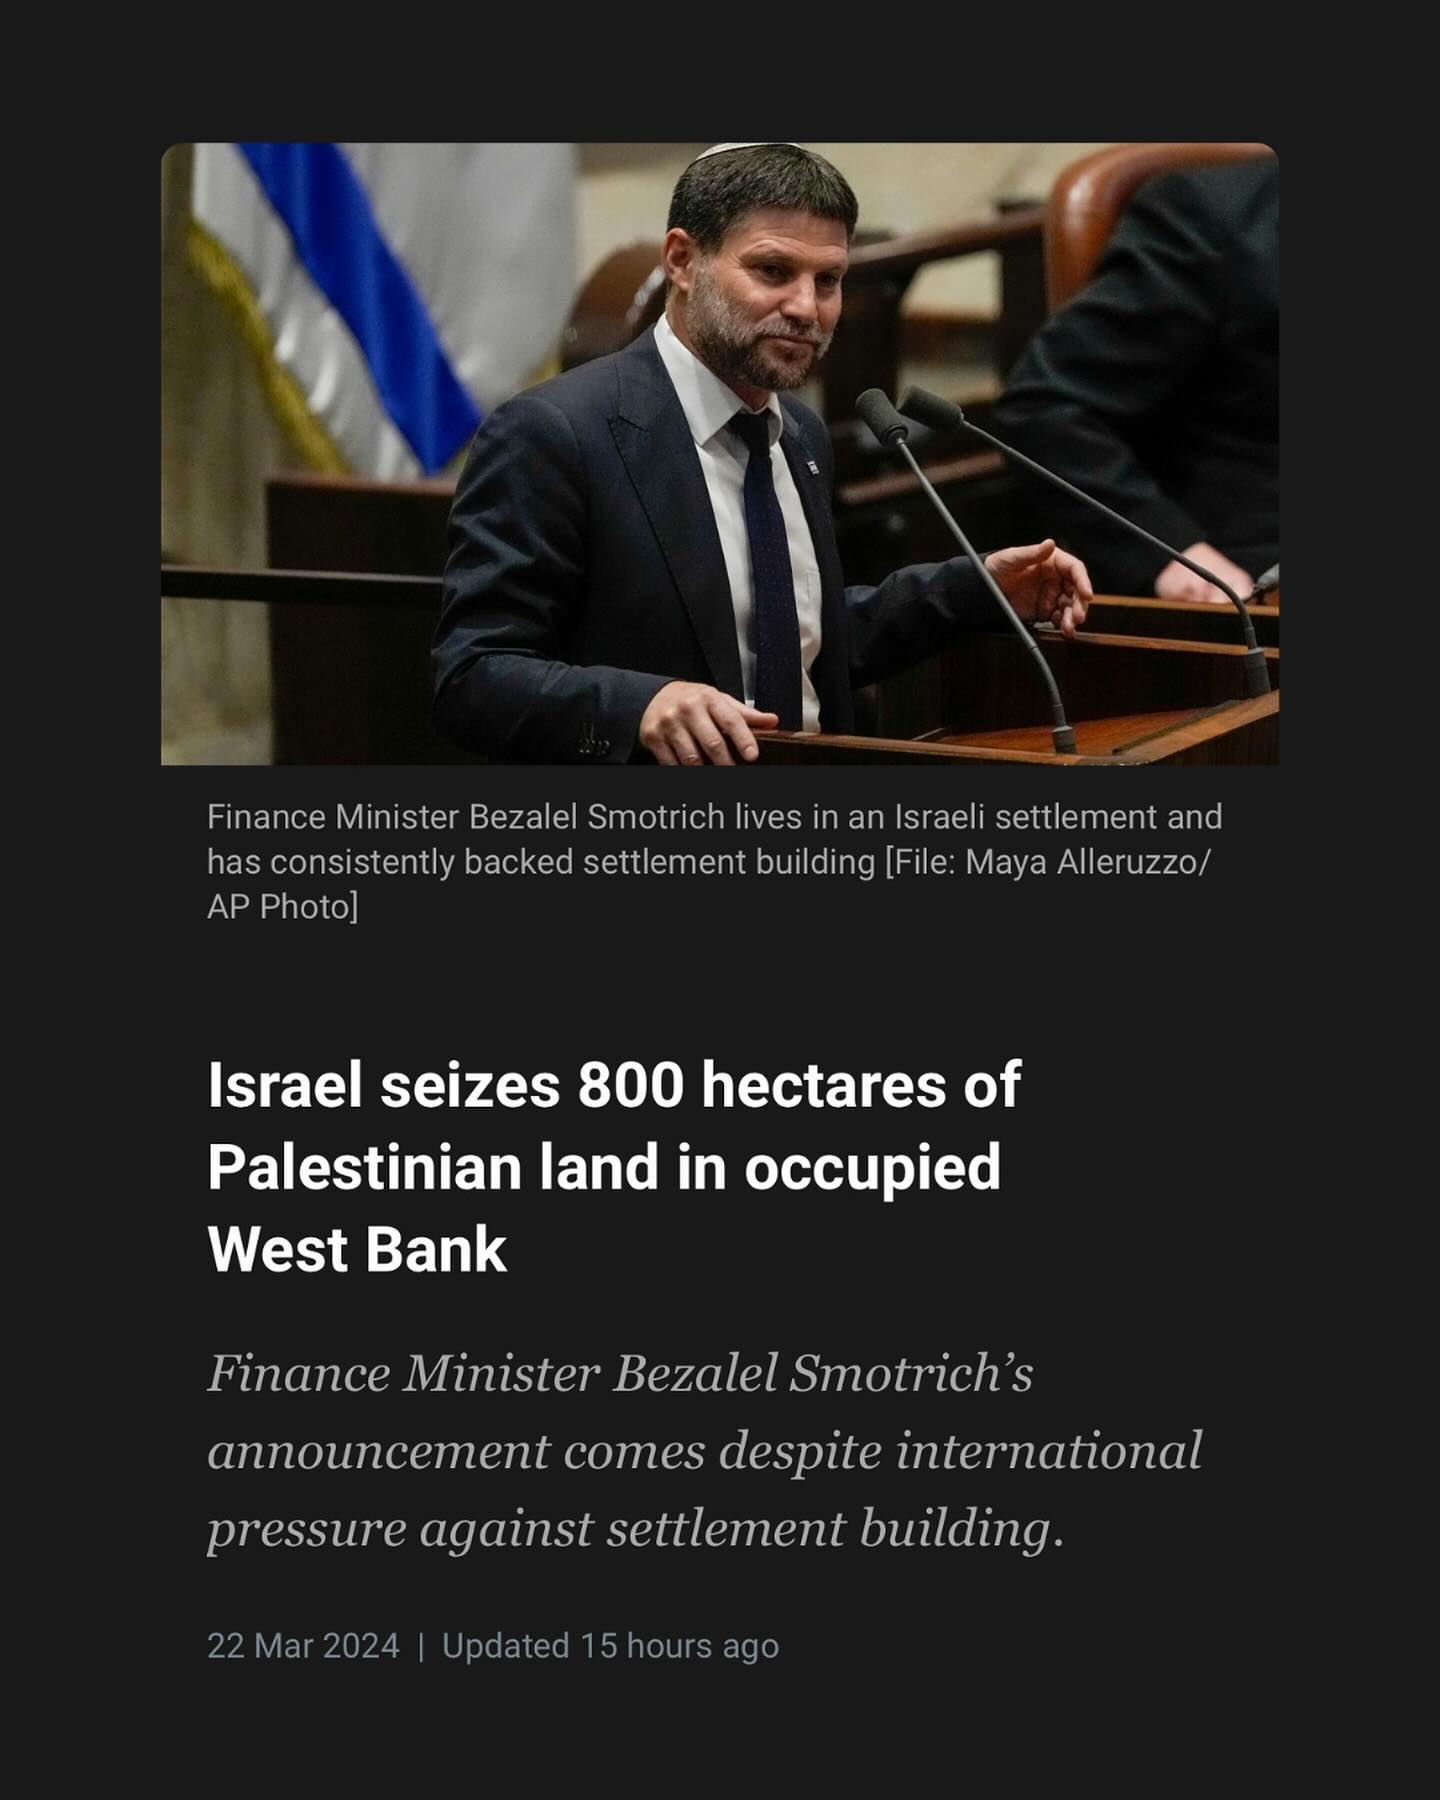 Finance Minister Bezalel Smotrich lives in an Israeli settlement and
has consistently backed settlement building [File: Maya Alleruzzo/
AP Photo]
Israel seizes 800 hectares of
Palestinian land in occupied
West Bank
Finance Minister Bezalel Smotrich’s
announcement comes despite international
pressure against settlement building.
22 Mar 2024 | Updated 15 hours ago